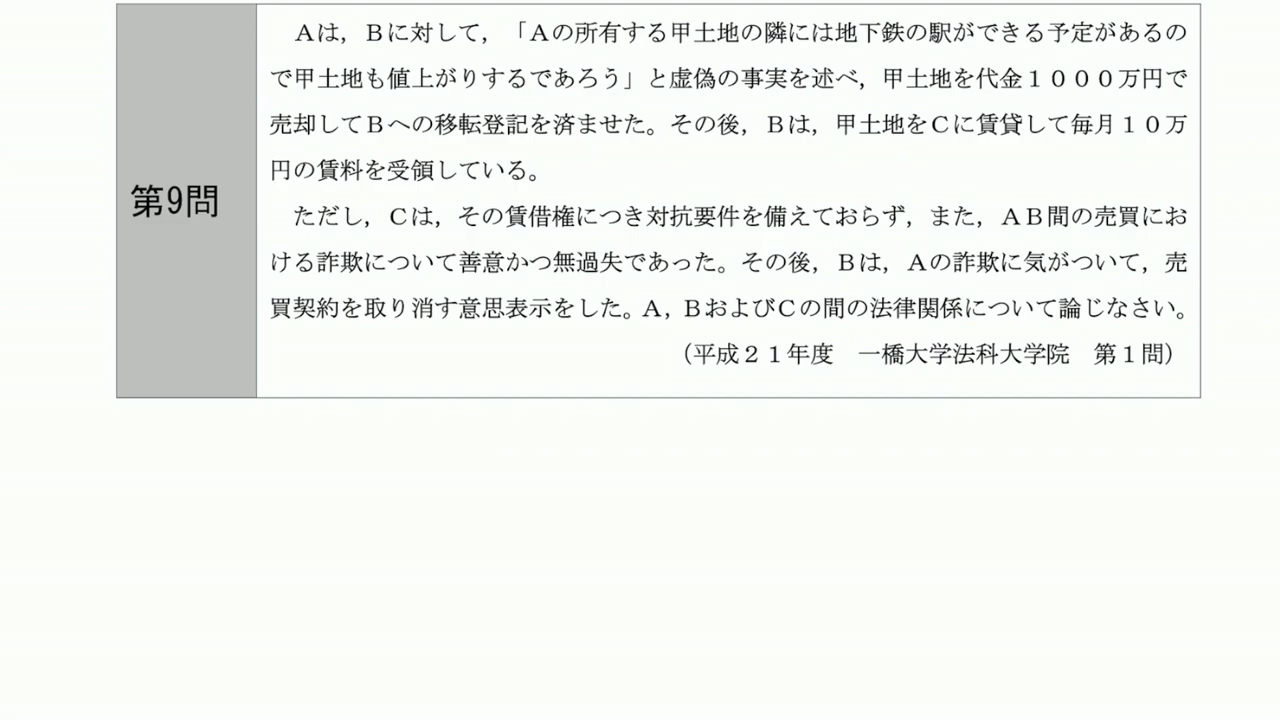 第9問
　Ａは，Ｂに対して，「Ａの所有する甲土地の隣には地下鉄の駅ができる予定があるの
で甲土地も値上がりするであろう」と虚偽の事実を述べ，甲土地を代金１０００万円で
売却してＢへの移転登記を済ませた。その後，Ｂは，甲土地をＣに賃貸して毎月１０万
円の賃料を受領している。
　ただし，Ｃは，その賃借権につき対抗要件を備えておらず，また，ＡＢ間の売買にお
ける詐欺について善意かつ無過失であった。その後，Ｂは，Ａの詐欺に気がついて，売
買契約を取り消す意思表示をした。Ａ，ＢおよびＣの間の法律関係について論じなさい。
（平成２１年度　一橋大学法科大学院　第１問）